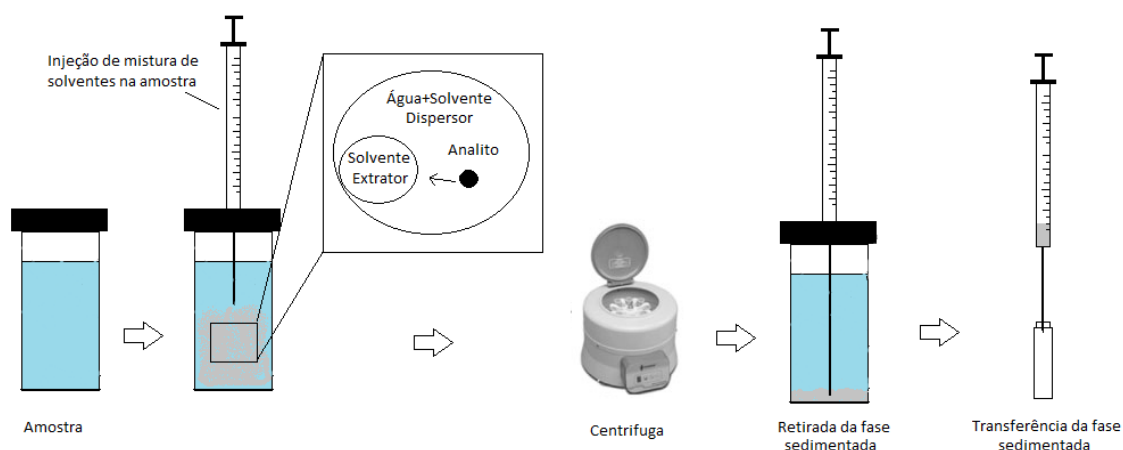 Injeção de mistura de
solventes na amostra
Água+Solvente
Dispersor
Solvente
Extrator
Analito
Amostra
Centrifuga
Retirada da fase
sedimentada
Transferência da fase
sedimentada